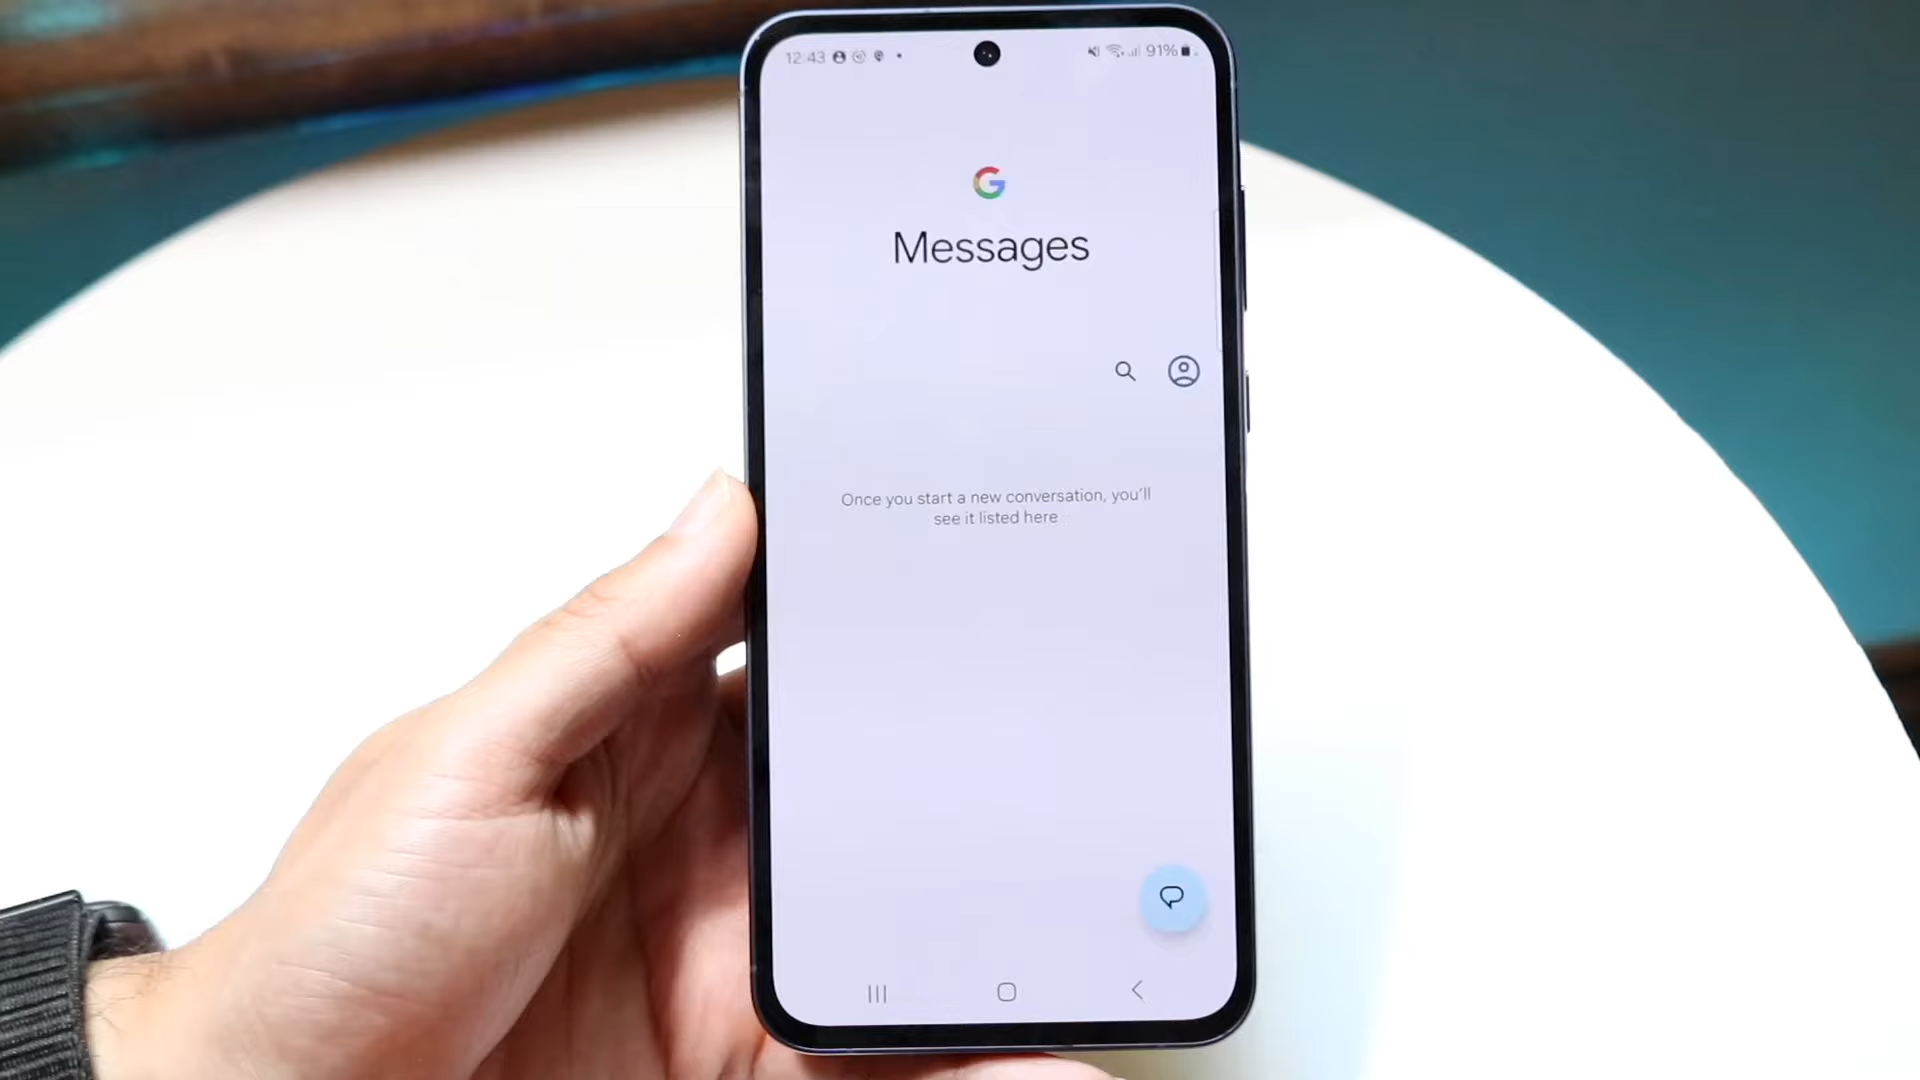 12:43 91%
Messages
Once you start a new conversation, you'll
see it listed here